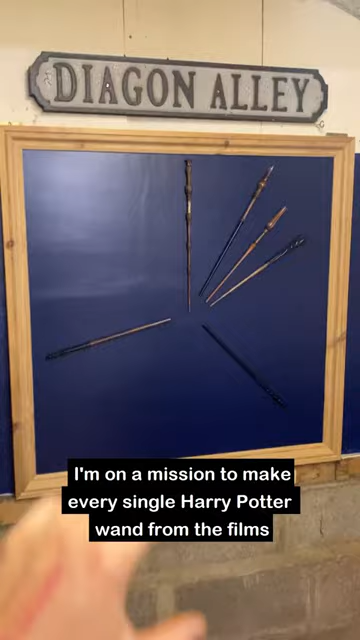 DIAGON ALLEY
I'm on a mission to make
every single Harry Potter
wand from the films